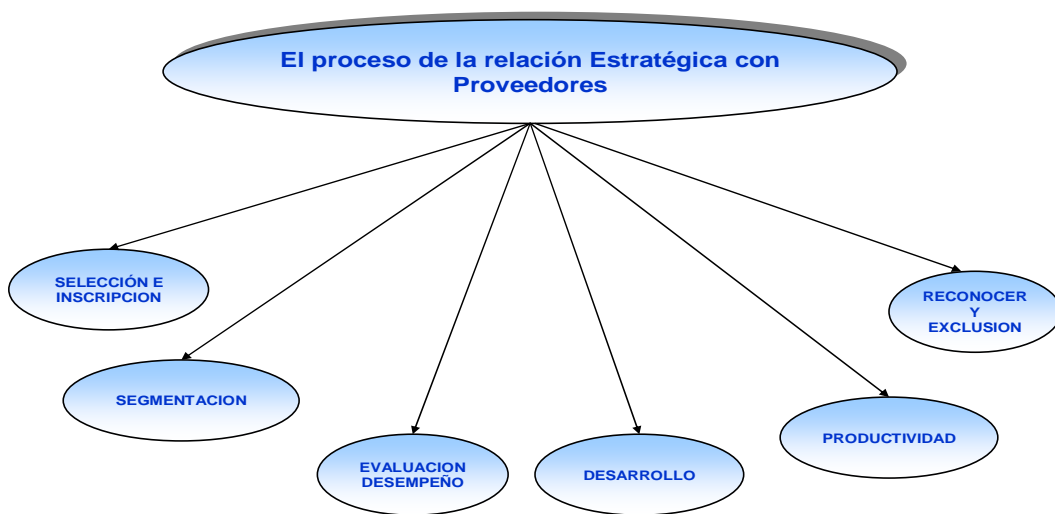 El proceso de la relación Estratégica con
Proveedores
SELECCIÓN E
INSCRIPCION
SEGMENTACION
EVALUACION
DESEMPEÑO
DESARROLLO
PRODUCTIVIDAD
RECONOCER
Y
EXCLUSION